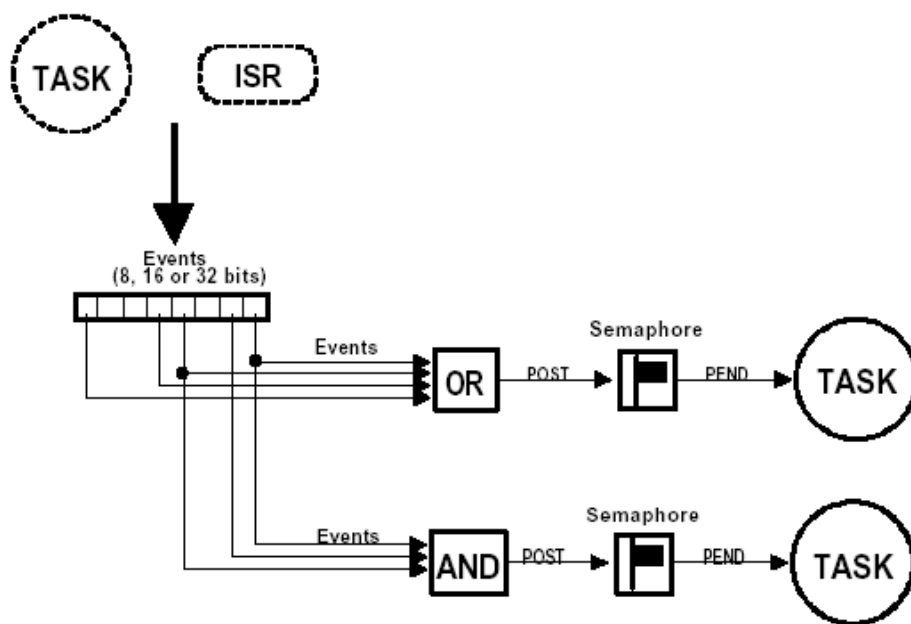 TASK
ISR
Events
(8, 16 or 32 bits)
Events
OR
POST
Semaphore
PEND
TASK
Events
AND
POST
Semaphore
PEND
TASK